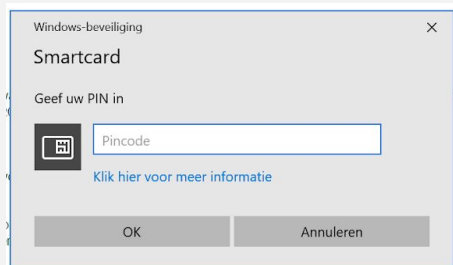 Windows-beveiliging
Smartcard
Geef uw PIN in
Pincode
Klik hier voor meer informatie
OK
Annuleren